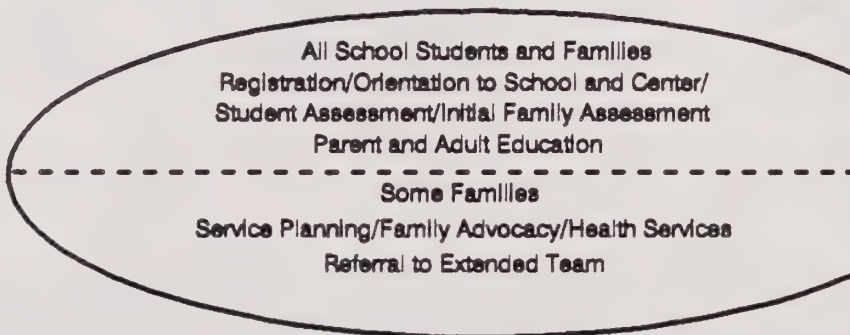 All School Students and Families
Registration/Orientation to School and Center/
Student Assessment/Initial Family Assessment
Parent and Adult Education
Some Families
Service Planning/Family Advocacy/Health Services
Referral to Extended Team